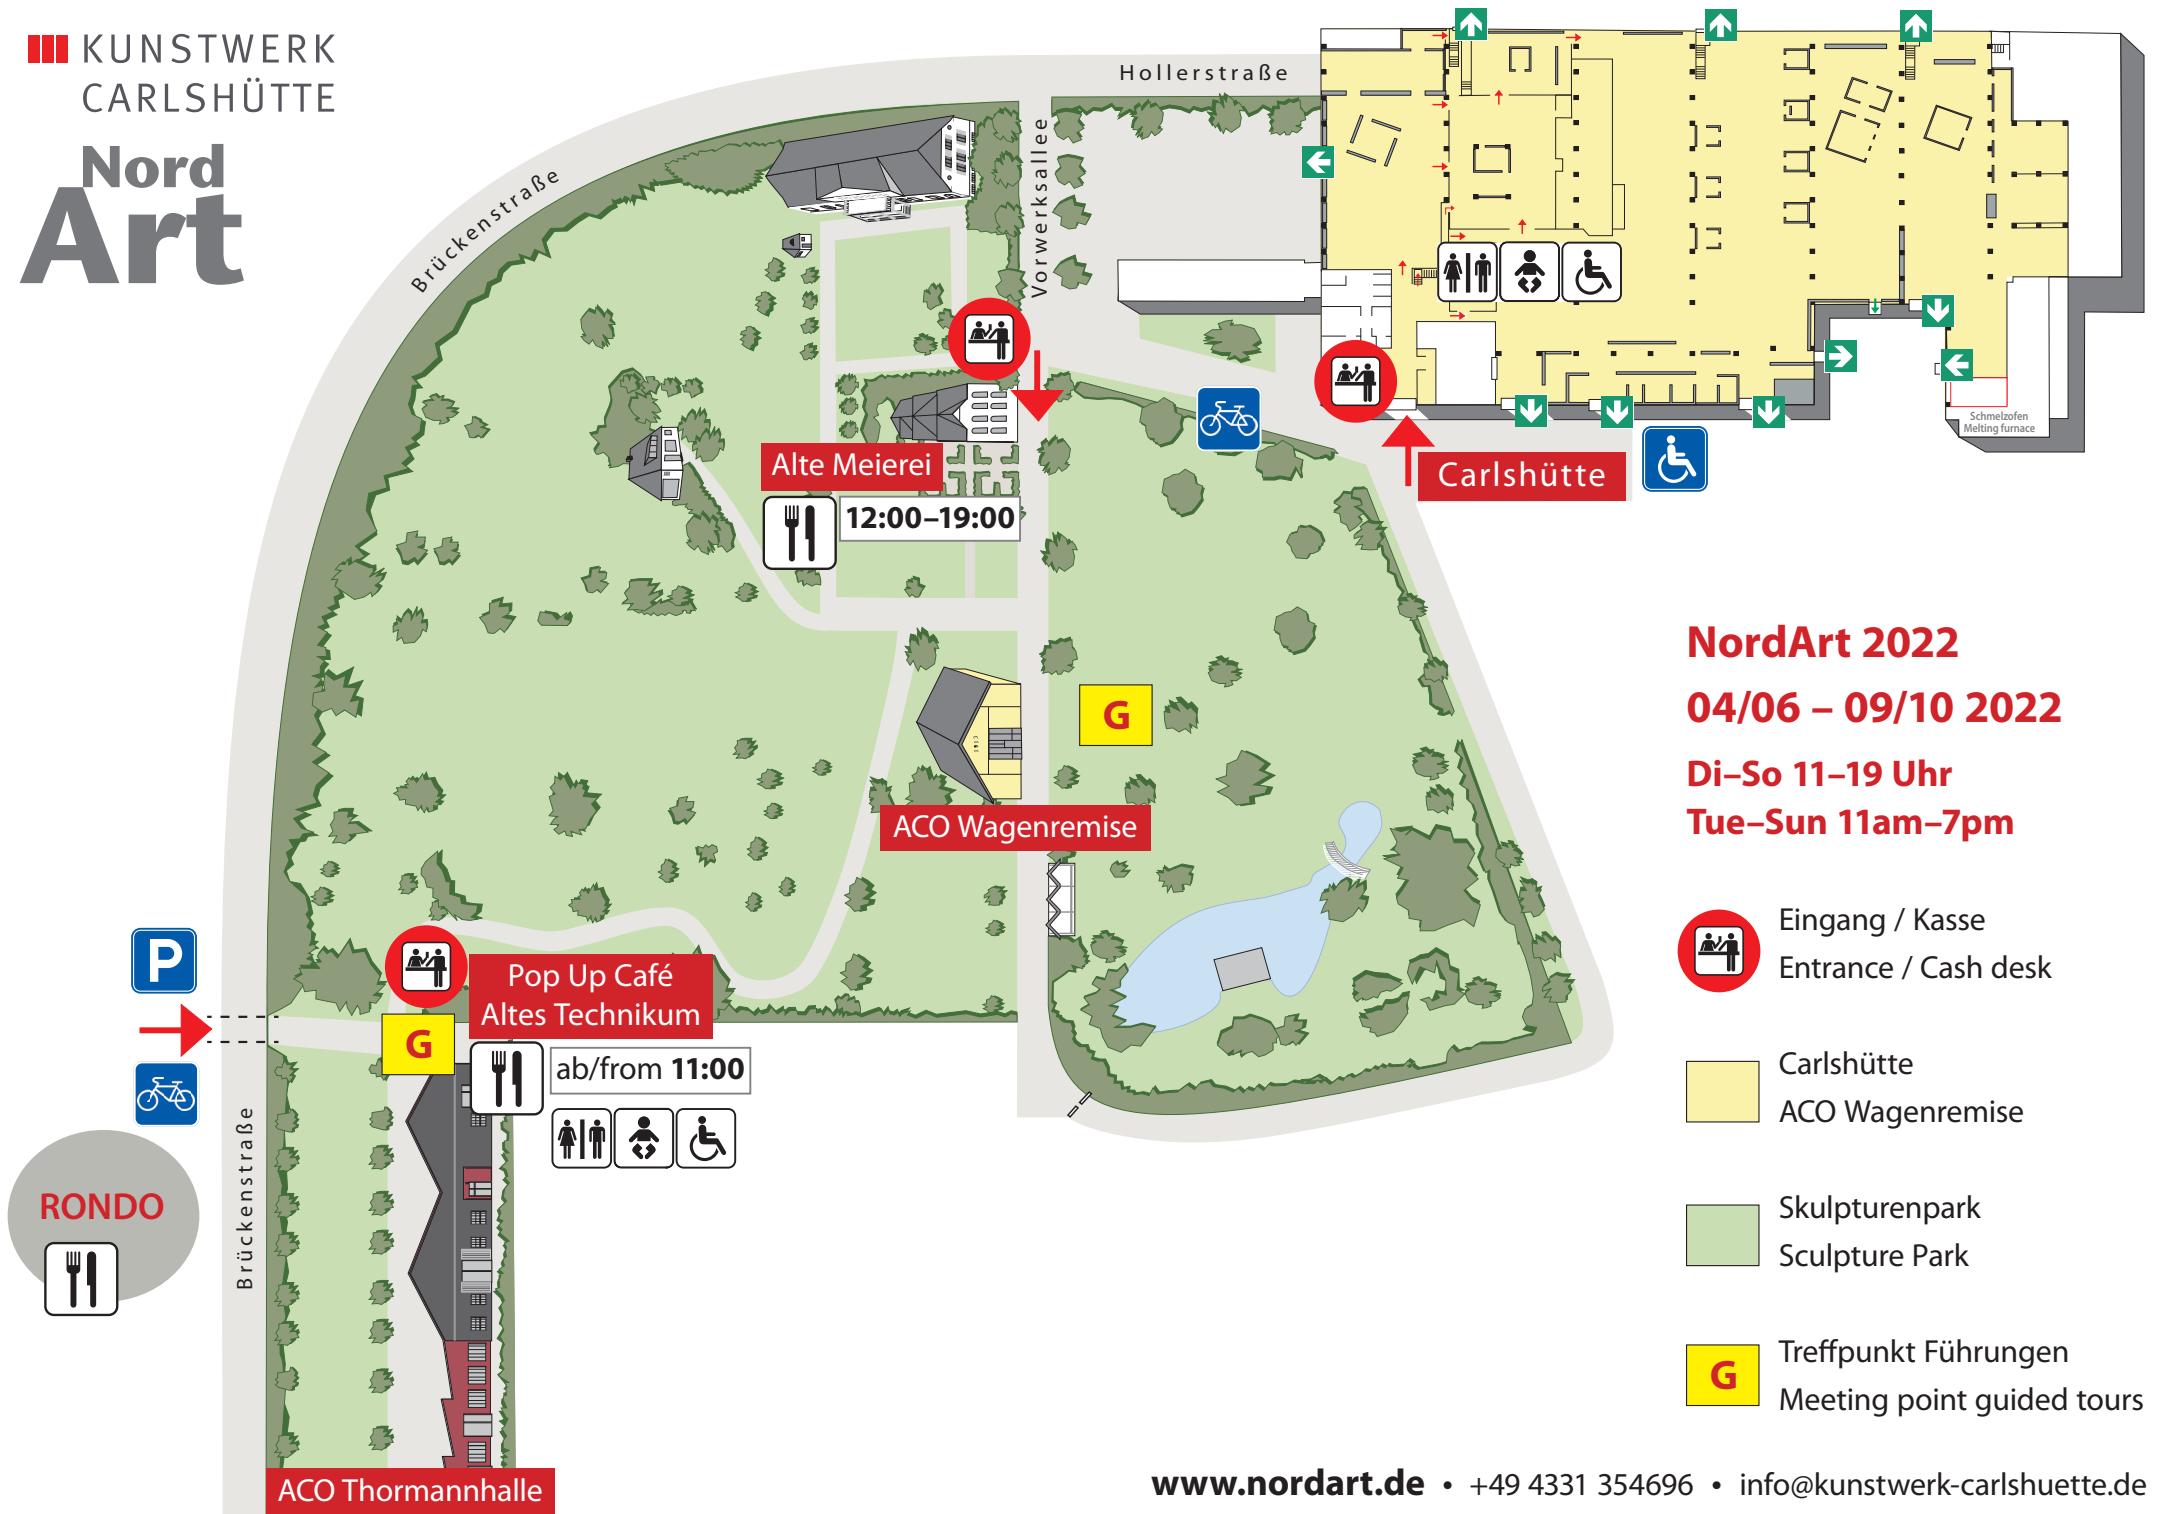 KUNSTWERK
CARLSHÜTTE
Nord
Art
Hollerstraße
Brückenstraße
Vorwerksallee
Schmelzofen
Melting furnace
Alte Meierei
12:00–19:00
Carlshütte
G
ACO Wagenremise
NordArt 2022
04/06 – 09/10 2022
Di–So 11–19 Uhr
Tue–Sun 11am–7pm
Eingang / Kasse
Entrance / Cash desk
Carlshütte
ACO Wagenremise
Skulpturenpark
Sculpture Park
G
Treffpunkt Führungen
Meeting point guided tours
P
Pop Up Café
Altes Technikum
G
ab/from 11:00
Brückenstraße
RONDO
ACO Thormannhalle
www.nordart.de • +49 4331 354696 • info@kunstwerk-carlshuette.de